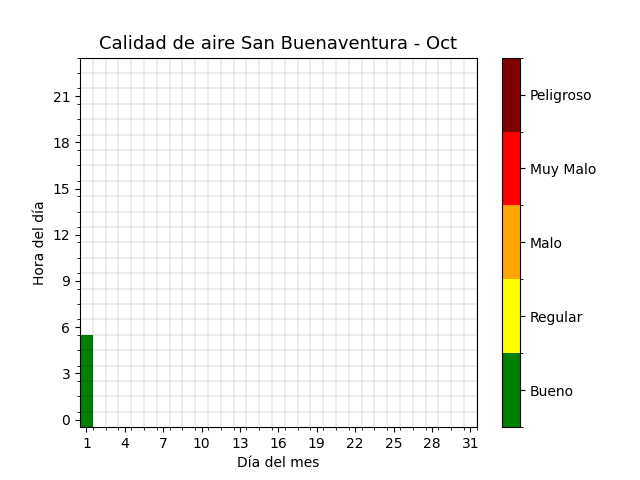 Calidad de aire San Buenaventura - Oct
Peligroso
Muy Malo
Malo
Regular
Bueno
Hora del día
21
18
15
12
9
6
3
0
1 4 7 10 13 16 19 22 25 28 31
Día del mes